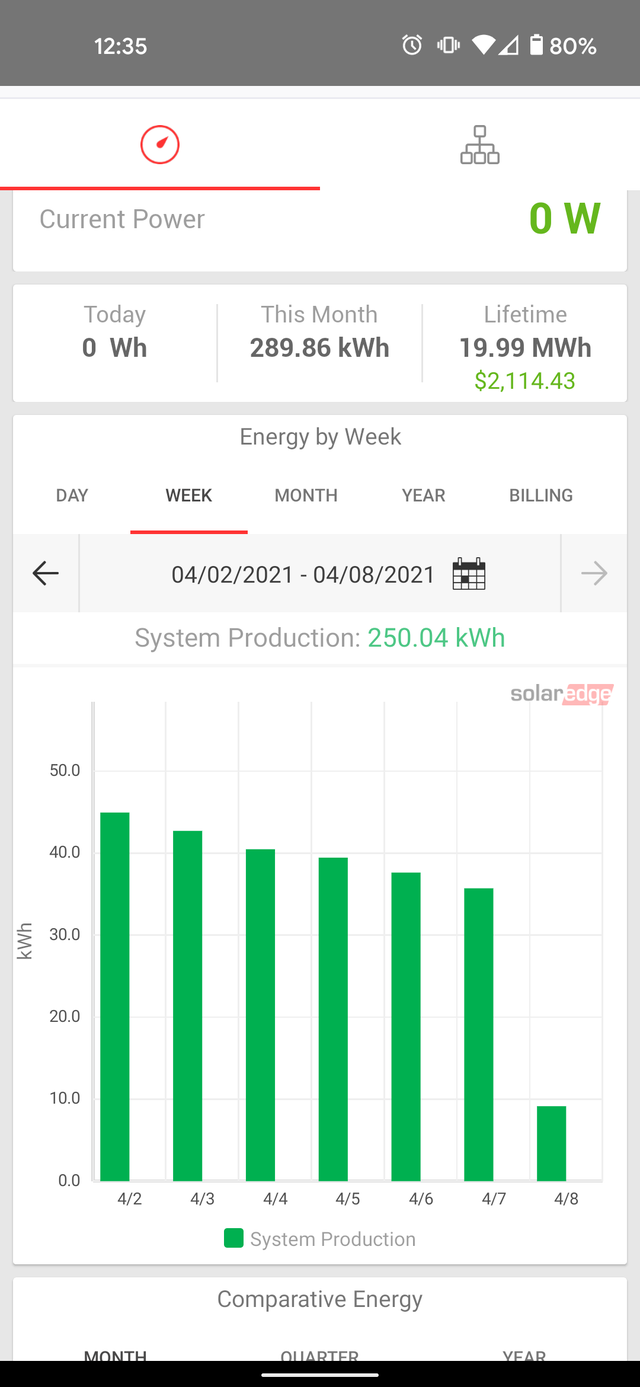 12:35 80%
Current Power 0 W
Today This Month Lifetime
0 Wh 289.86 kWh 19.99 MWh
$2,114.43
Energy by Week
DAY WEEK MONTH YEAR BILLING
04/02/2021 - 04/08/2021
System Production: 250.04 kWh
solaredge
50.0
40.0
30.0
20.0
10.0
0.0
kWh
4/2 4/3 4/4 4/5 4/6 4/7 4/8
System Production
Comparative Energy
MONTH QUARTER YEAR